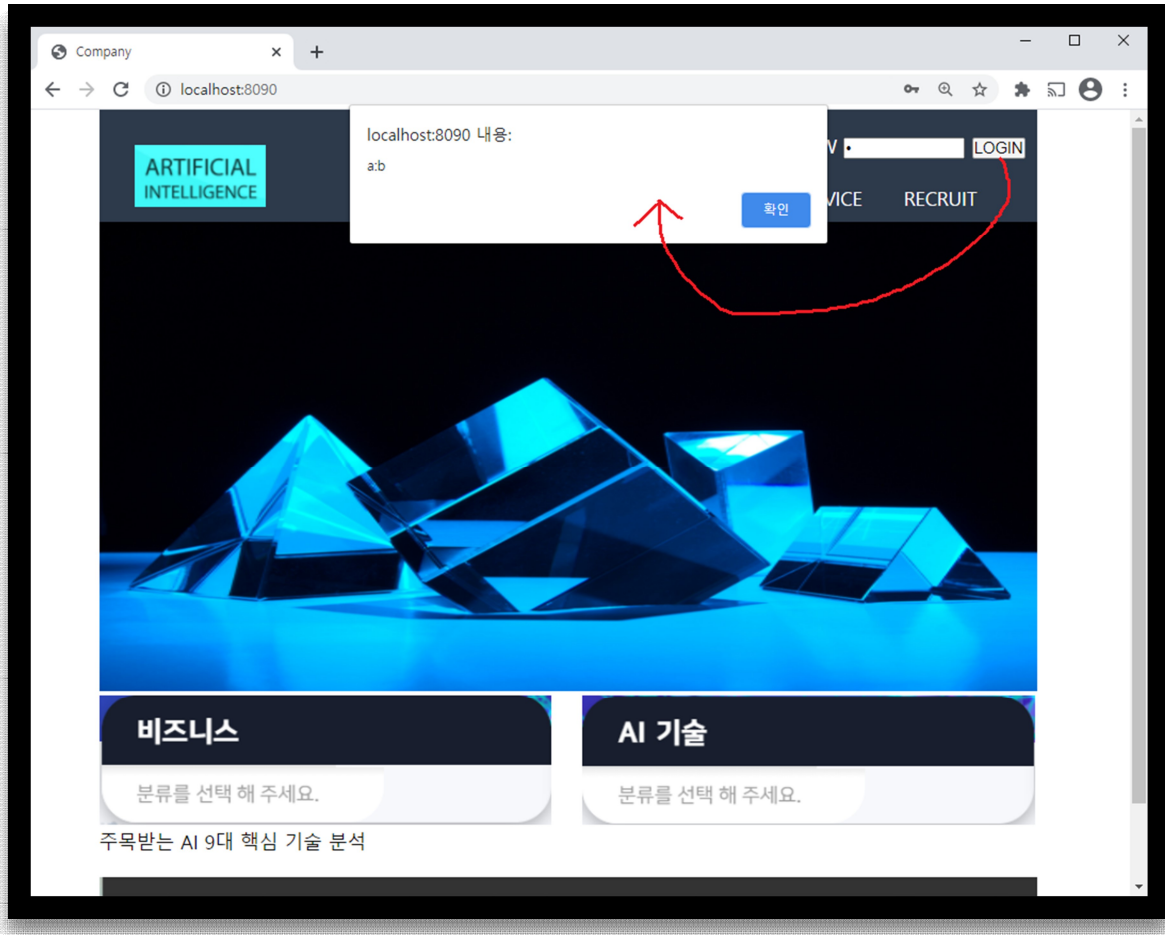 Company
localhost:8090
localhost:8090 내용:
a:b
확인
ARTIFICIAL
INTELLIGENCE
LOGIN
VICE RECRUIT
비즈니스
AI 기술
분류를 선택 해 주세요.
분류를 선택 해 주세요.
주목받는 AI 9대 핵심 기술 분석